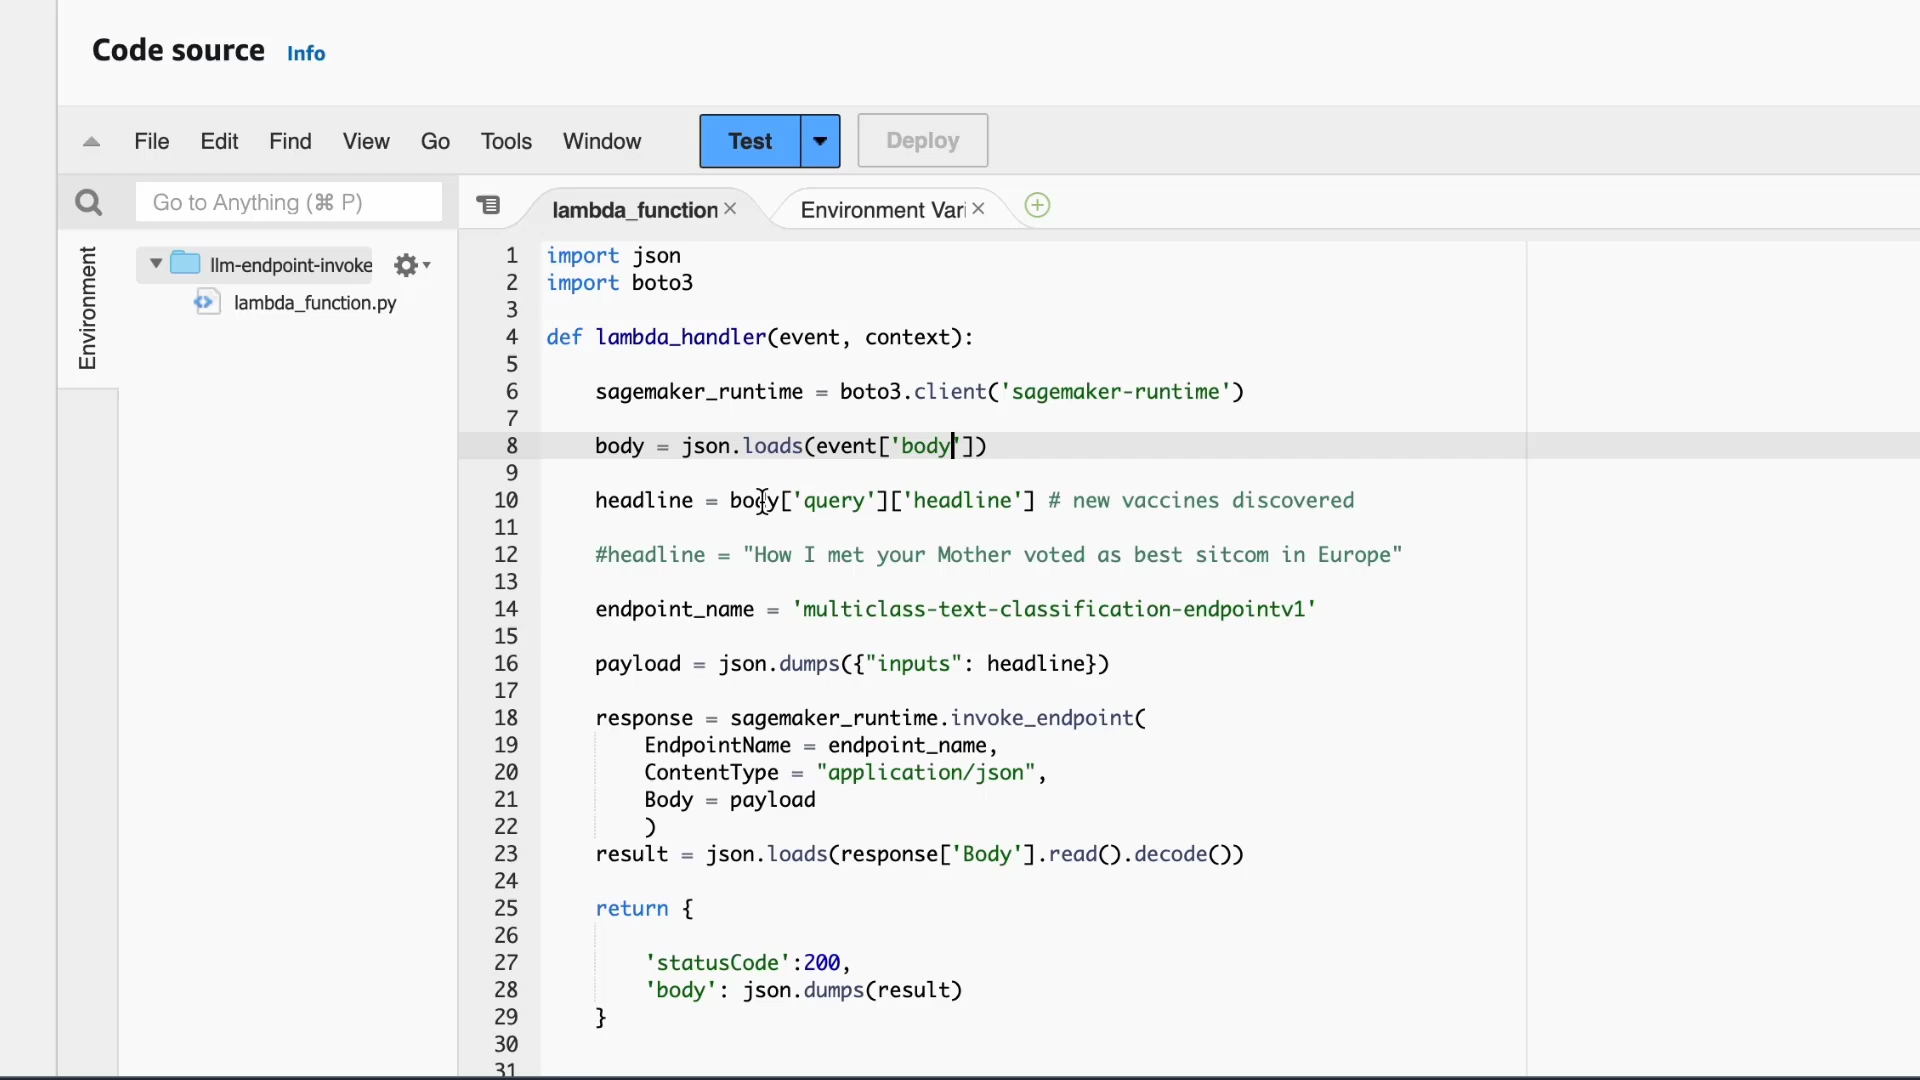 Code source Info
File Edit Find View Go Tools Window Test Deploy
Go to Anything (⌘ P) lambda_function Environment Vari
Environment
llm-endpoint-invoke
lambda_function.py
1 import json
2 import boto3
3
4 def lambda_handler(event, context):
5
6 sagemaker_runtime = boto3.client('sagemaker-runtime')
7
8 body = json.loads(event['body'])
9
10 headline = body['query']['headline'] # new vaccines discovered
11
12 #headline = "How I met your Mother voted as best sitcom in Europe"
13
14 endpoint_name = 'multiclass-text-classification-endpointv1'
15
16 payload = json.dumps({"inputs": headline})
17
18 response = sagemaker_runtime.invoke_endpoint(
19 EndpointName = endpoint_name,
20 ContentType = "application/json",
21 Body = payload
22 )
23 result = json.loads(response['Body'].read().decode())
24
25 return {
26
27 'statusCode':200,
28 'body': json.dumps(result)
29 }
30
31